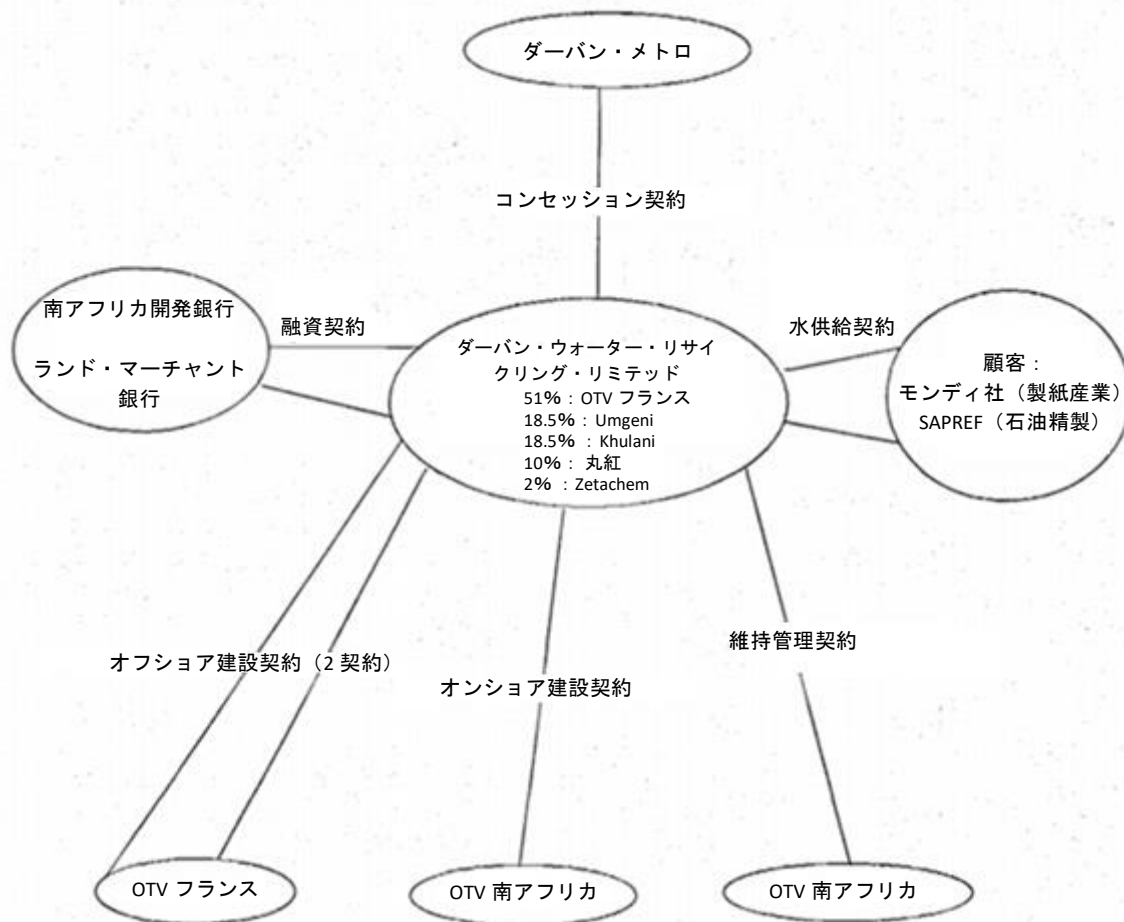 ダーバン・メトロ
コンセッション契約
南アフリカ開発銀行
ランド・マーチャント
銀行
融資契約
ダーバン・ウォーター・リサイ
クリング・リミテッド
51%：OTV フランス
18.5%：Umgeni
18.5%：Khulani
10%： 丸紅
2% ：Zetachem
水供給契約
顧客：
モンディ社（製紙産業）
SAPREF（石油精製）
オフショア建設契約（2 契約）
オンショア建設契約
維持管理契約
OTV フランス
OTV 南アフリカ
OTV 南アフリカ